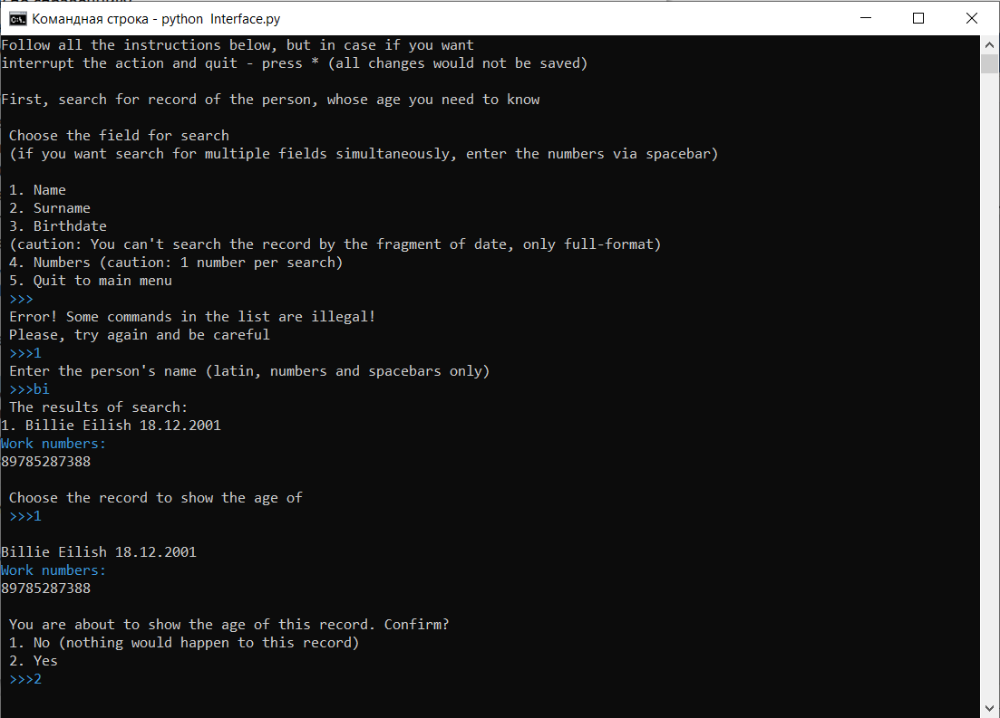 Командная строка - python  Interface.py
Follow all the instructions below, but in case if you want
interrupt the action and quit - press * (all changes would not be saved)
First, search for record of the person, whose age you need to know
Choose the field for search
(if you want search for multiple fields simultaneously, enter the numbers via spacebar)
1. Name
2. Surname
3. Birthdate
(caution: You can't search the record by the fragment of date, only full-format)
4. Numbers (caution: 1 number per search)
5. Quit to main menu
>>>
Error! Some commands in the list are illegal!
Please, try again and be careful
>>>1
Enter the person's name (latin, numbers and spacebars only)
>>>bi
The results of search:
1. Billie Eilish 18.12.2001
Work numbers:
89785287388
Choose the record to show the age of
>>>1
Billie Eilish 18.12.2001
Work numbers:
89785287388
You are about to show the age of this record. Confirm?
1. No (nothing would happen to this record)
2. Yes
>>>2